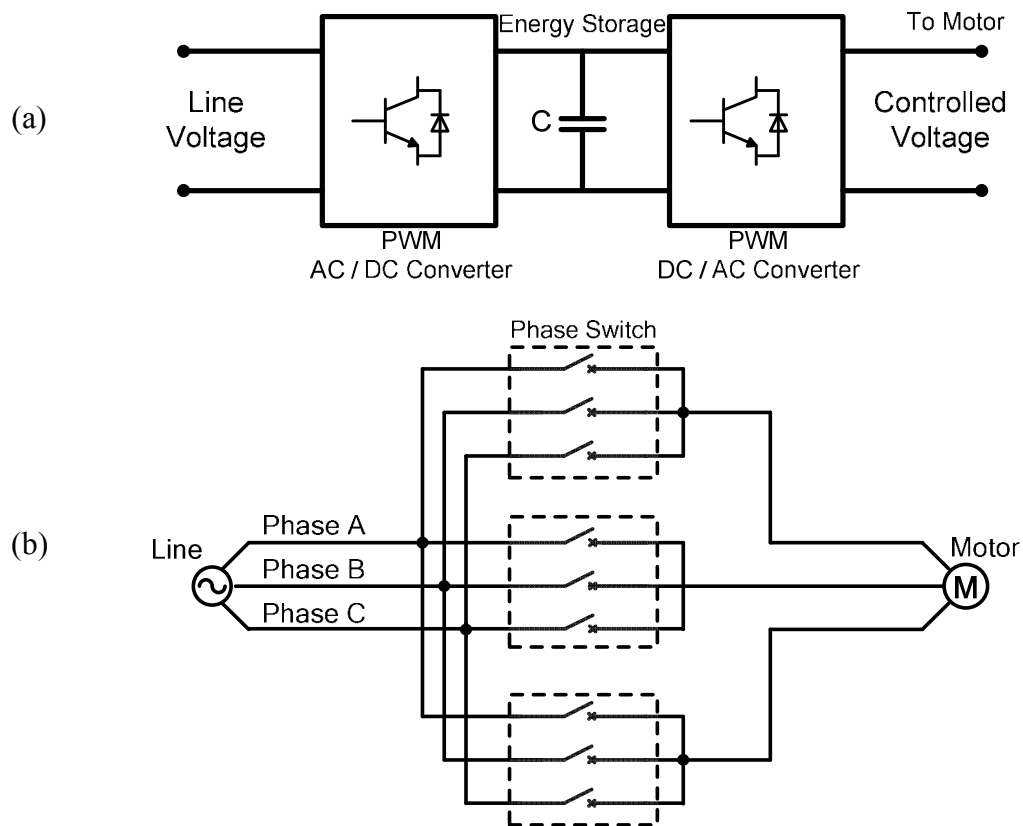 (a)
Energy Storage
To Motor
Line
Voltage
C
Controlled
Voltage
PWM
AC / DC Converter
PWM
DC / AC Converter
Phase Switch
(b)
Line
Phase A
Phase B
Phase C
Motor
M